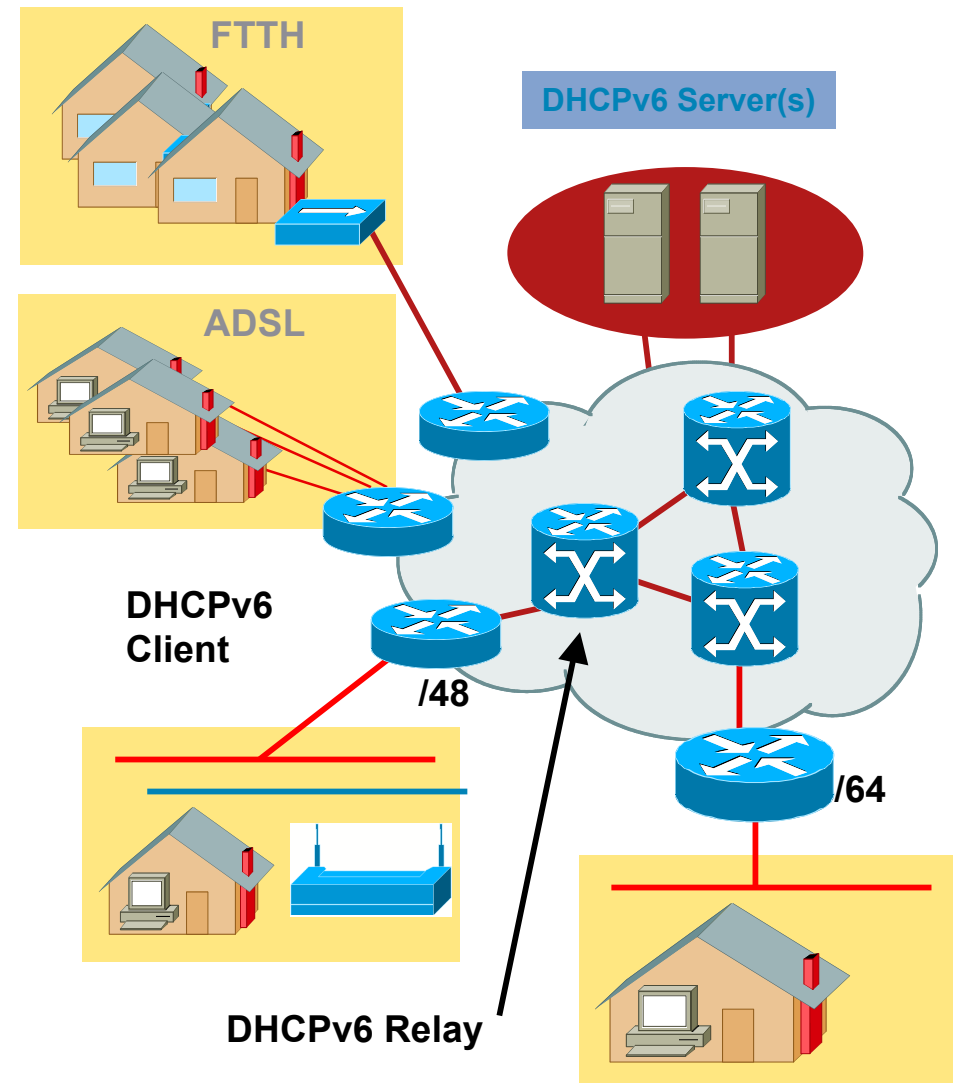 FTTH
DHCPv6 Server(s)
ADSL
DHCPv6
Client
/48
/64
DHCPv6 Relay